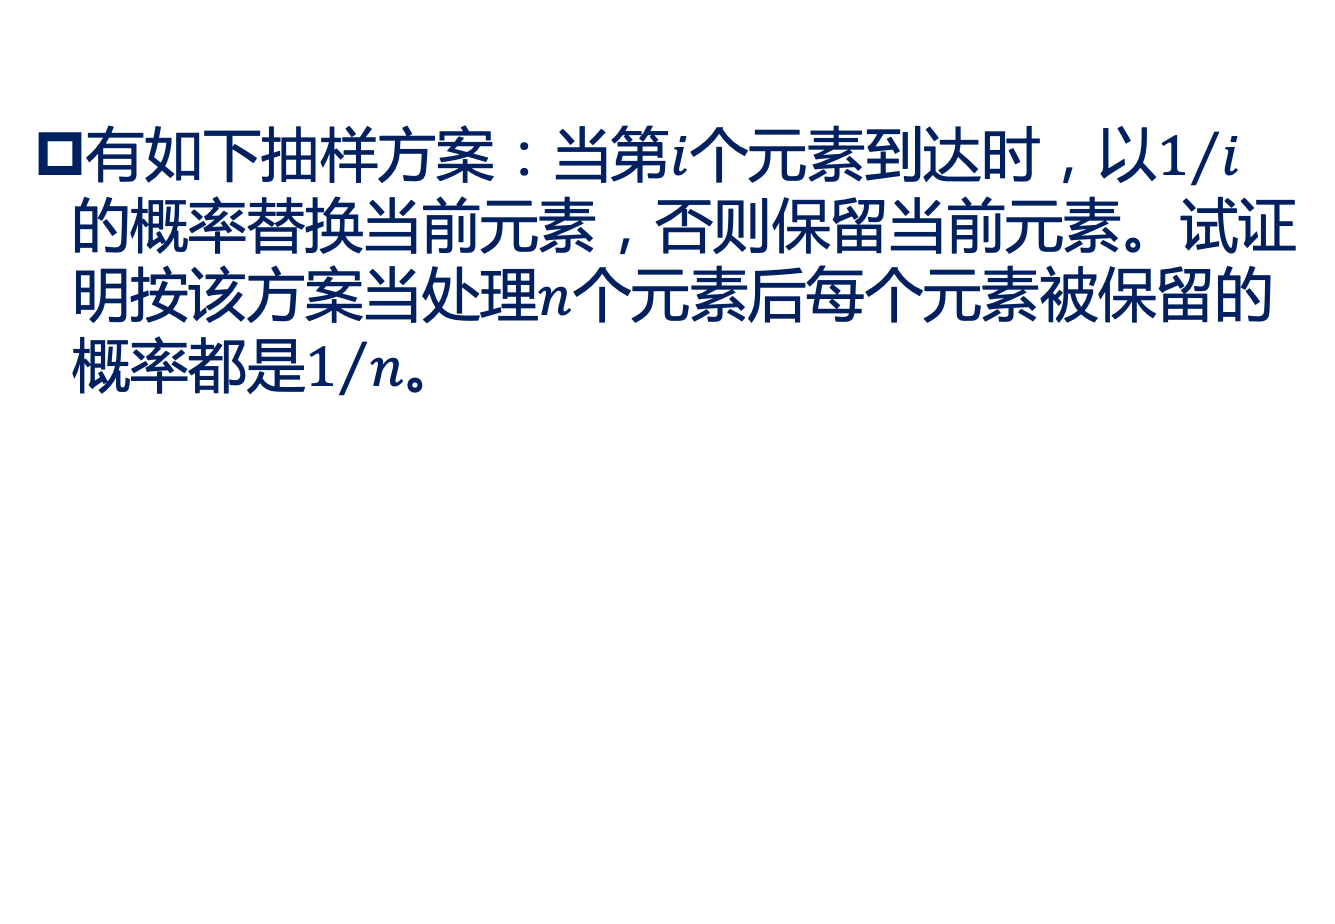 有如下抽样方案：当第i个元素到达时，以1/i
的概率替换当前元素，否则保留当前元素。试证
明按该方案当处理n个元素后每个元素被保留的
概率都是1/n。